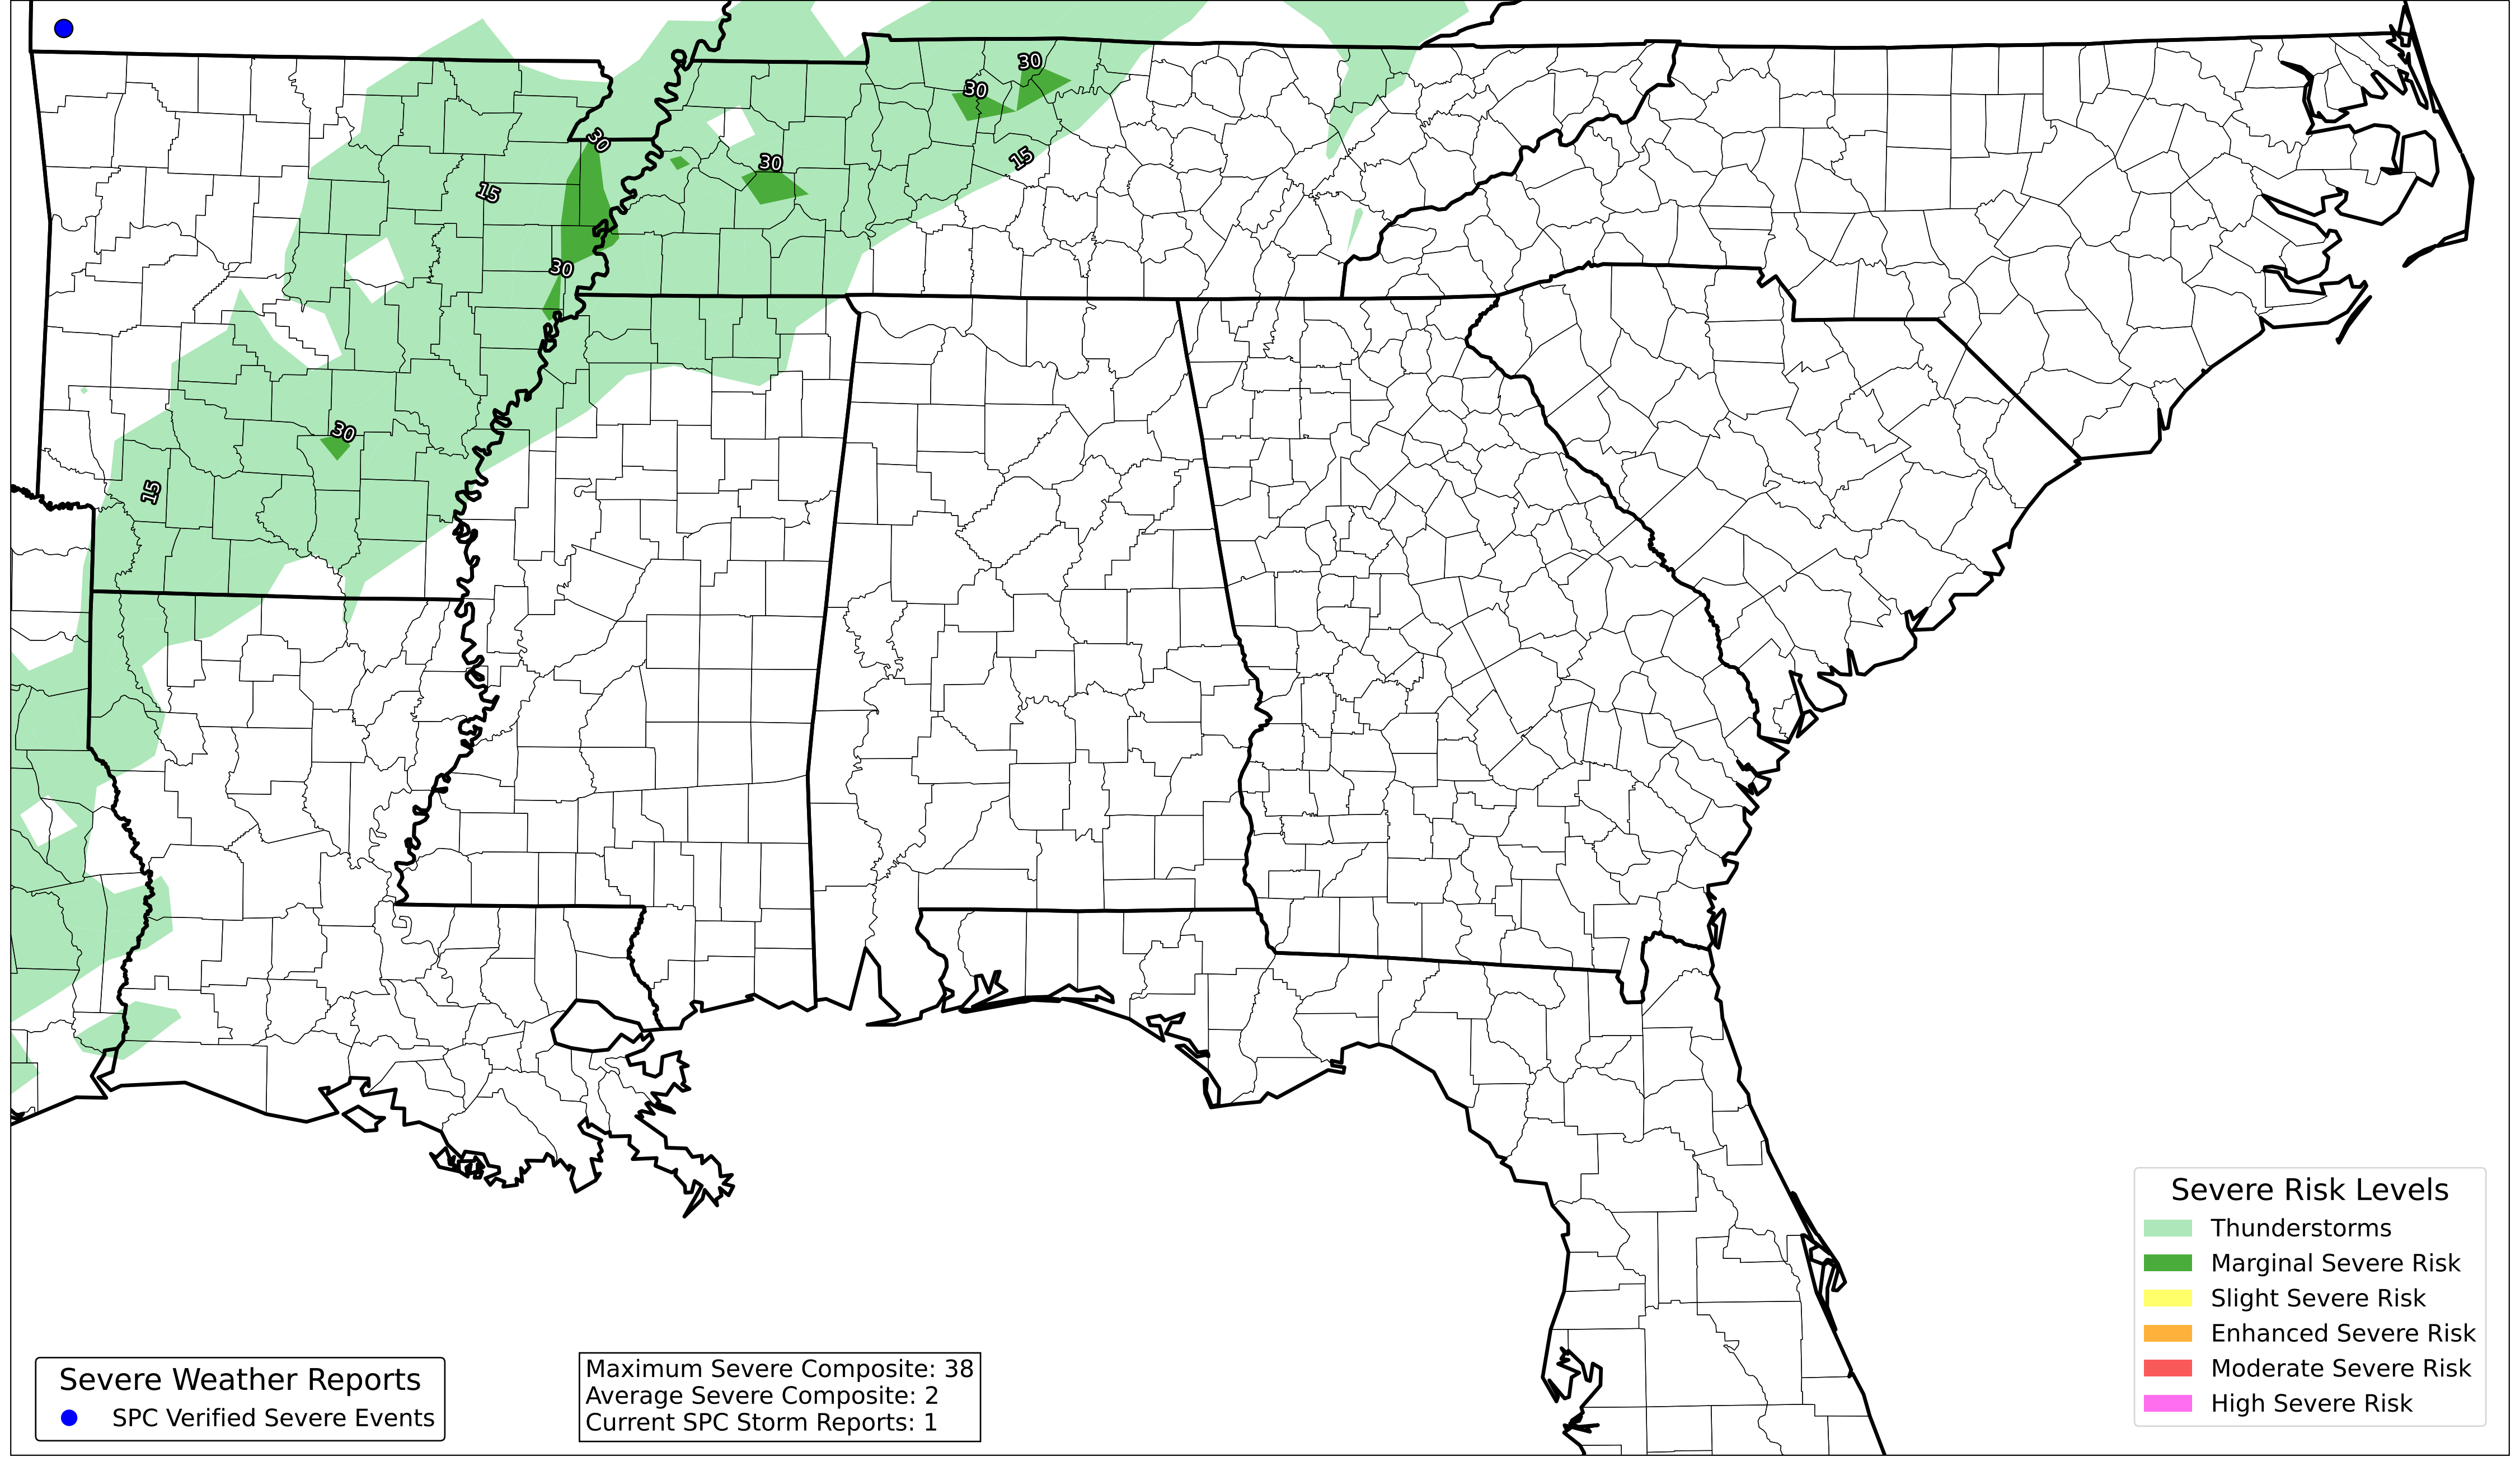 30
30
30
15
30
15
30
30
15
Severe Risk Levels
Thunderstorms
Marginal Severe Risk
Slight Severe Risk
Enhanced Severe Risk
Moderate Severe Risk
High Severe Risk
Severe Weather Reports
SPC Verified Severe Events
Maximum Severe Composite: 38
Average Severe Composite: 2
Current SPC Storm Reports: 1